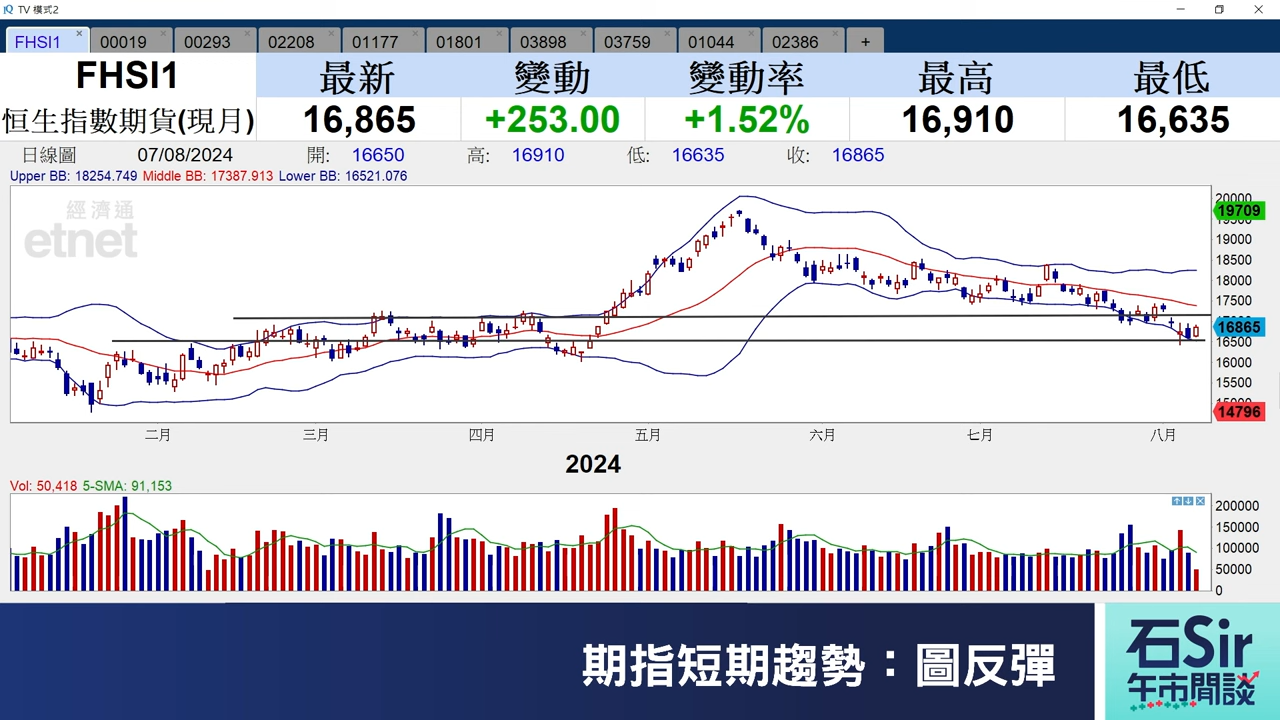 TV 模式2
FHSI1 00019 00293 02208 01177 01801 03898 03759 01044 02386 +
FHSI1 最新 變動 變動率 最高 最低
恒生指數期貨(現月) 16,865 +253.00 +1.52% 16,910 16,635
日線圖 07/08/2024 開: 16650 高: 16910 低: 16635 收: 16865
Upper BB: 18254.749 Middle BB: 17387.913 Lower BB: 16521.076
經濟通
etnet
20000
19709
19000
18500
18000
17500
16865
16500
16000
15500
14796
二月 三月 四月 五月 六月 七月 八月
2024
Vol: 50,418 5-SMA: 91,153
200000
150000
100000
50000
0
期指短期趨勢：圖反彈
石Sir
午市閒談